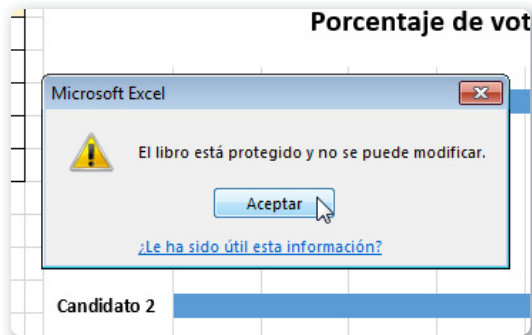 Porcentaje de vot
Microsoft Excel
El libro está protegido y no se puede modificar.
Aceptar
¿Le ha sido útil esta información?
Candidato 2